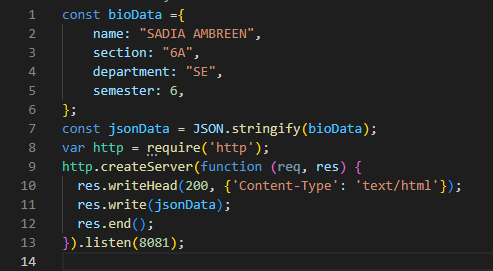 1 const bioData ={
2     name: "SADIA AMBREEN",
3     section: "6A",
4     department: "SE",
5     semester: 6,
6 };
7 const jsonData = JSON.stringify(bioData);
8 var http = require('http');
9 http.createServer(function (req, res) {
10   res.writeHead(200, {'Content-Type': 'text/html'});
11   res.write(jsonData);
12   res.end();
13 }).listen(8081);
14